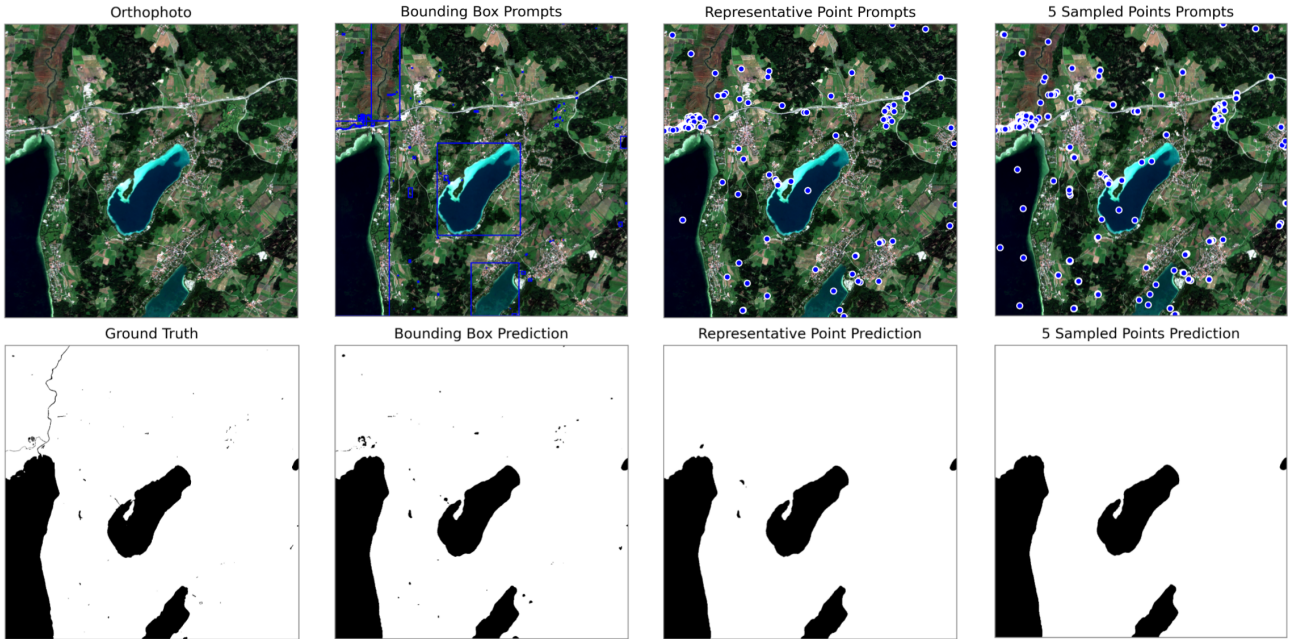 Orthophoto
Bounding Box Prompts
Representative Point Prompts
5 Sampled Points Prompts
Ground Truth
Bounding Box Prediction
Representative Point Prediction
5 Sampled Points Prediction